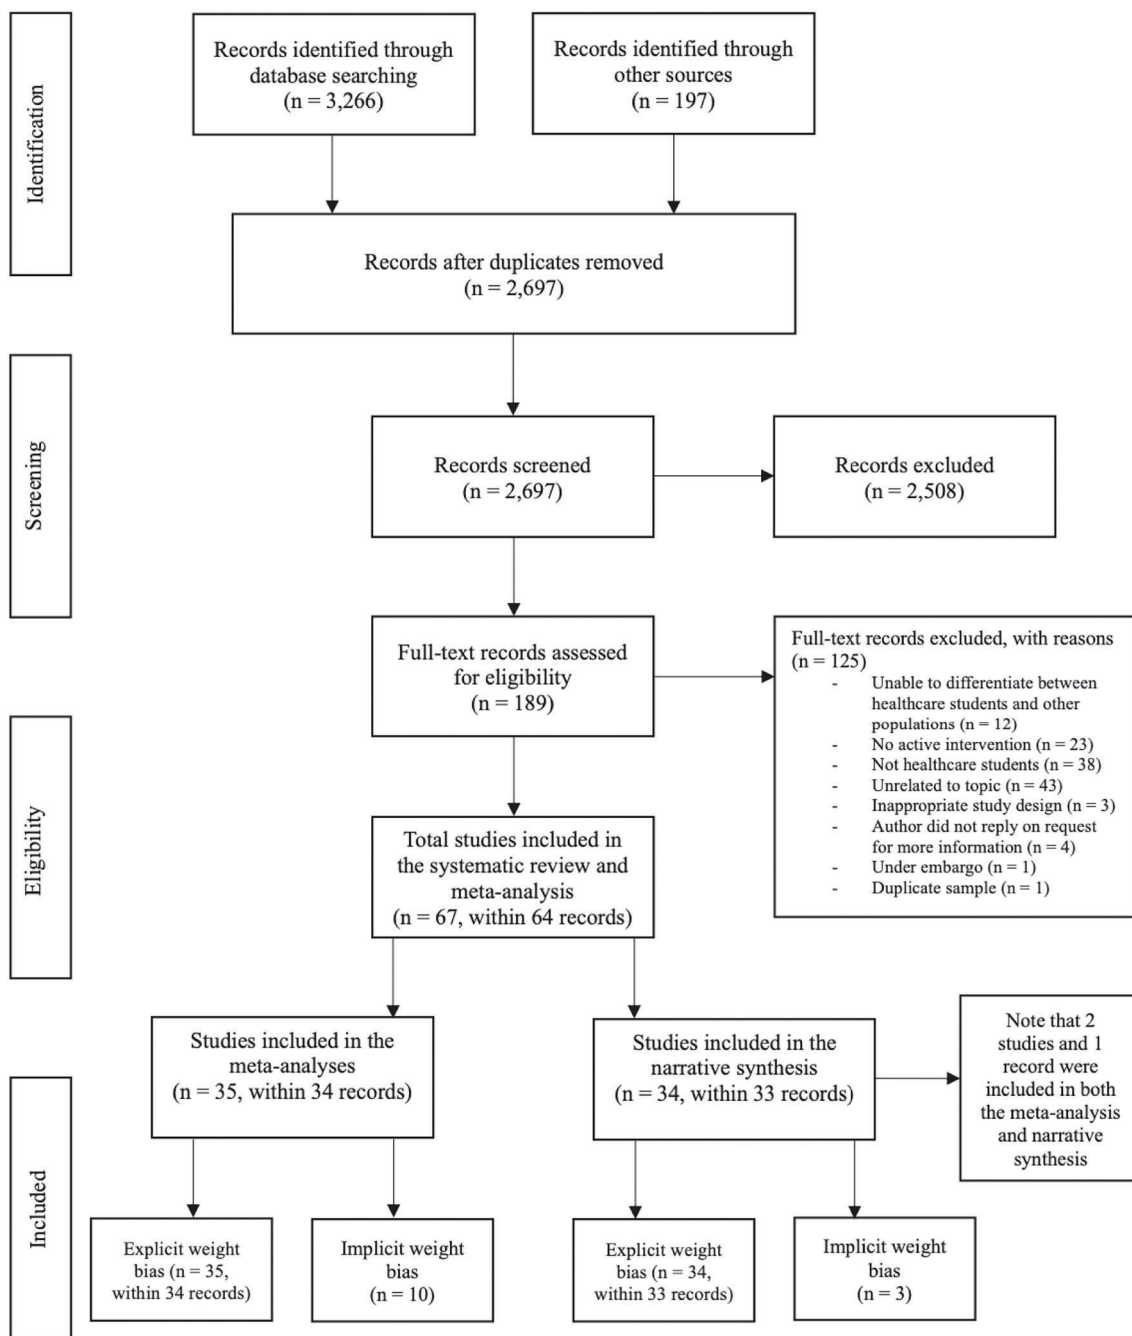 Identification
Records identified through
database searching
(n = 3,266)
Records identified through
other sources
(n = 197)
Records after duplicates removed
(n = 2,697)
Screening
Records screened
(n = 2,697)
Records excluded
(n = 2,508)
Eligibility
Full-text records assessed
for eligibility
(n = 189)
Full-text records excluded, with reasons
(n = 125)
- Unable to differentiate between
healthcare students and other
populations (n = 12)
- No active intervention (n = 23)
- Not healthcare students (n = 38)
- Unrelated to topic (n = 43)
- Inappropriate study design (n = 3)
- Author did not reply on request
for more information (n = 4)
- Under embargo (n = 1)
- Duplicate sample (n = 1)
Total studies included in
the systematic review and
meta-analysis
(n = 67, within 64 records)
Included
Studies included in the
meta-analyses
(n = 35, within 34 records)
Studies included in the
narrative synthesis
(n = 34, within 33 records)
Note that 2
studies and 1
record were
included in both
the meta-analysis
and narrative
synthesis
Explicit weight
bias (n = 35,
within 34 records)
Implicit weight
bias
(n = 10)
Explicit weight
bias (n = 34,
within 33 records)
Implicit weight
bias
(n = 3)